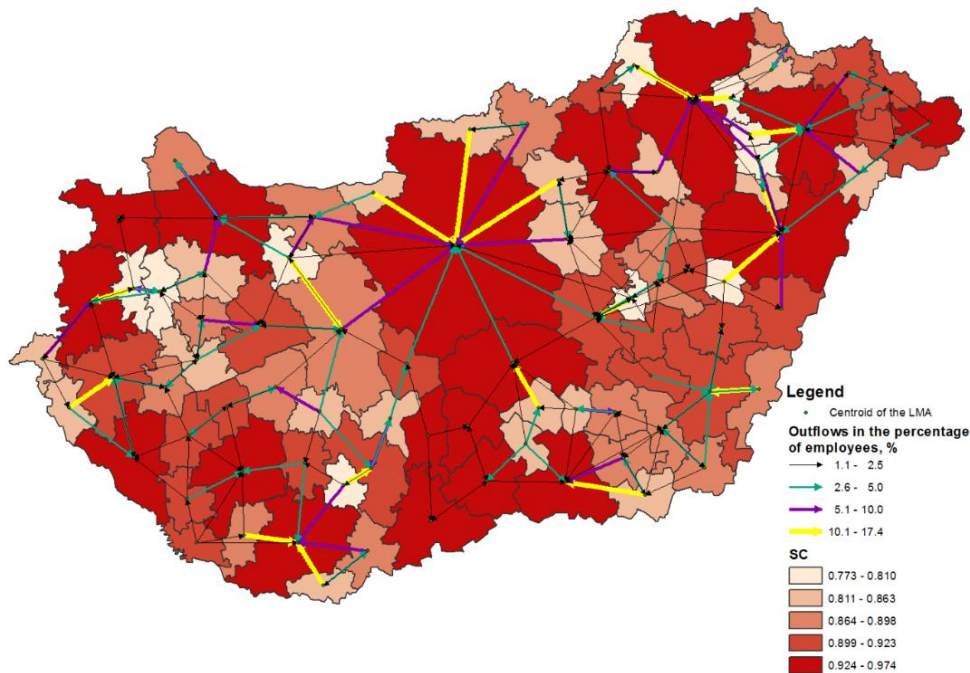 Legend
Centroid of the LMA
Outflows in the percentage
of employees, %
1.1 - 2.5
2.6 - 5.0
5.1 - 10.0
10.1 - 17.4
SC
0.773 - 0.810
0.811 - 0.863
0.864 - 0.898
0.899 - 0.923
0.924 - 0.974